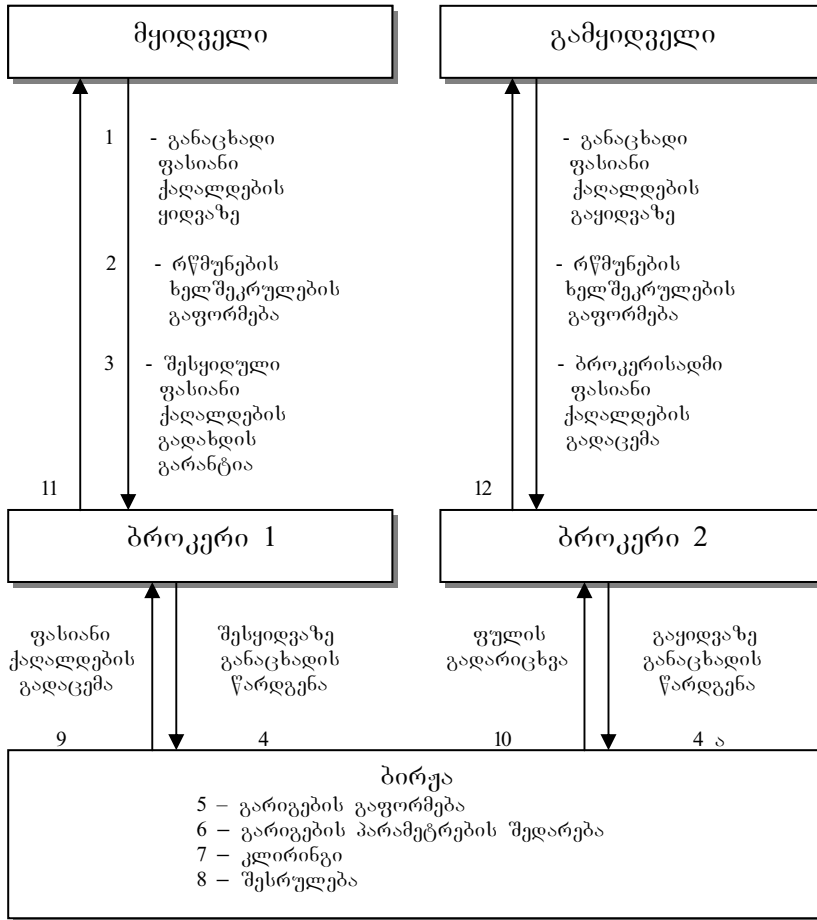 მყიდველი
გამყიდველი
1 - განაცხადი
ფასიანი
ქაღალდების
ყიდვაზე
- განაცხადი
ფასიანი
ქაღალდების
გაყიდვაზე
2 - რწმუნების
ხელშეკრულების
გაფორმება
- რწმუნების
ხელშეკრულების
გაფორმება
3 - შესყიდული
ფასიანი
ქაღალდების
გადახდის
გარანტია
- ბროკერისადმი
ფასიანი
ქაღალდების
გადაცემა
11
12
ბროკერი 1
ბროკერი 2
ფასიანი
ქაღალდების
გადაცემა
შესყიდვაზე
განაცხადის
წარდგენა
ფულის
გადარიცხვა
გაყიდვაზე
განაცხადის
წარდგენა
9
4
10
4 ა
ბირჟა
5 – გარიგების გაფორმება
6 – გარიგების პარამეტრების შედარება
7 – კლირინგი
8 – შესრულება